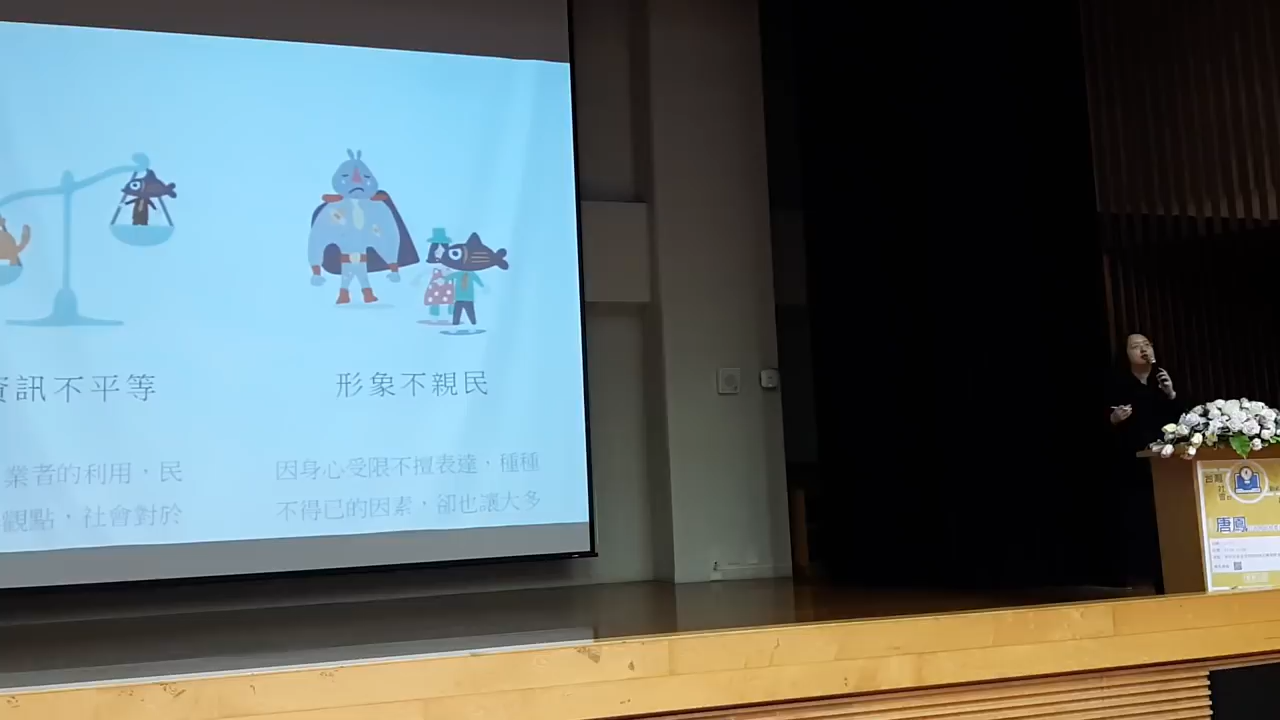 資訊不平等
形象不親民
業者的利用，民
觀點，社會對於
因身心受限不擅表達，種種
不得已的因素，卻也讓大多
唐鳳